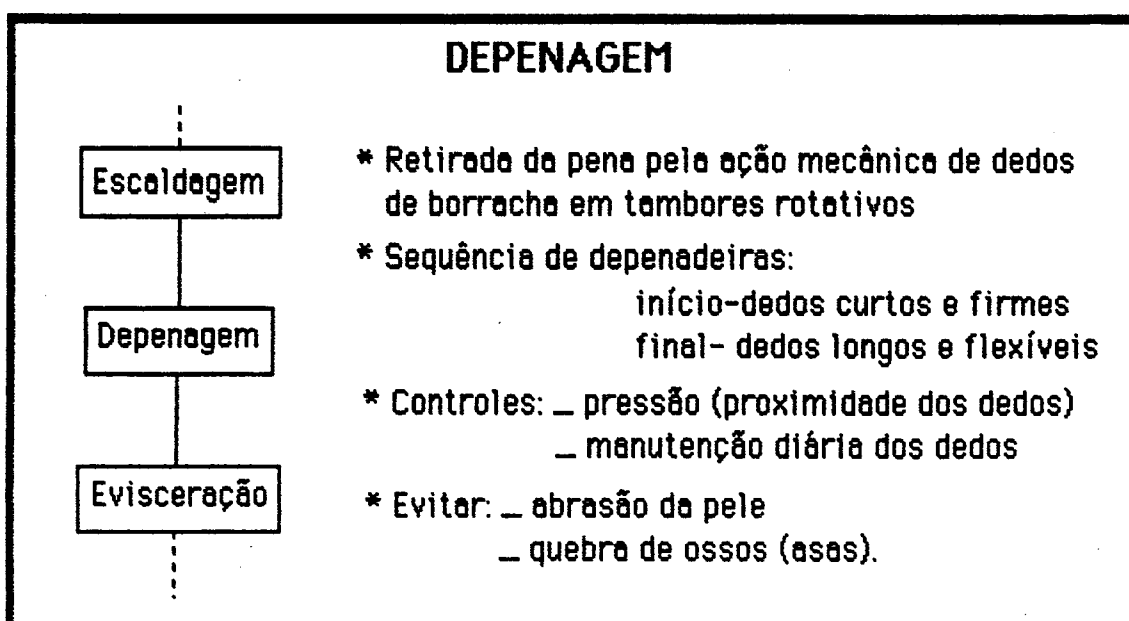 DEPENAGEM
Escaldagem
Depenagem
Evisceração
* Retirada da pena pela ação mecânica de dedos
de borracha em tambores rotativos
* Sequência de depenadeiras:
início-dedos curtos e firmes
final- dedos longos e flexíveis
* Controles: _ pressão (proximidade dos dedos)
_ manutenção diária dos dedos
* Evitar: _ abrasão da pele
_ quebra de ossos (asas).